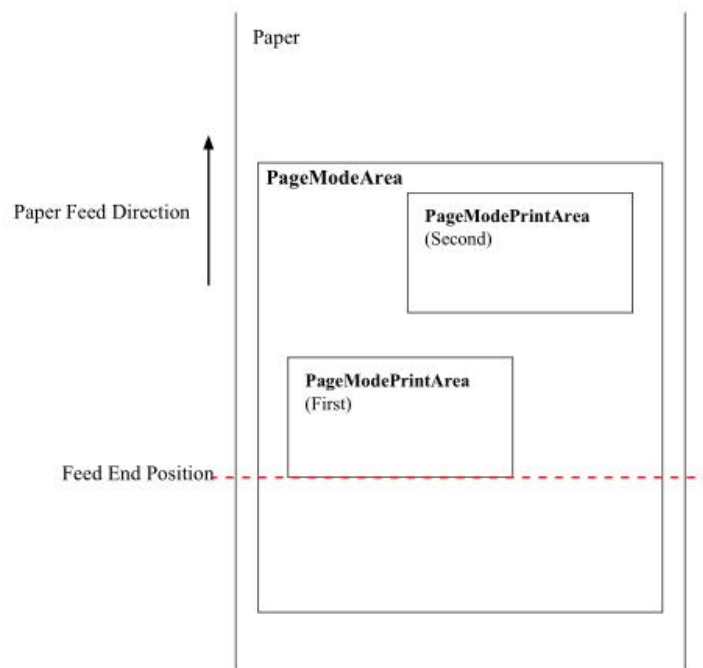 Paper
PageModeArea
Paper Feed Direction
PageModePrintArea
(Second)
PageModePrintArea
(First)
Feed End Position